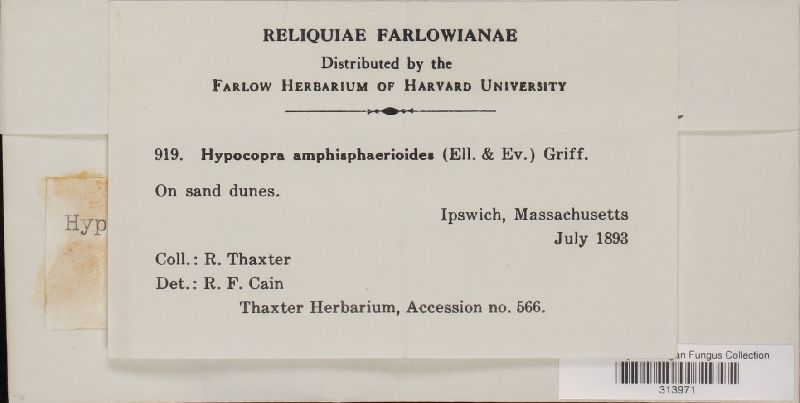 RELIQUIAE FARLOWIANAE
Distributed by the
FARLOW HERBARIUM OF HARVARD UNIVERSITY
919. Hypocopra amphisphaerioides (Ell. & Ev.) Griff.
On sand dunes.
Ipswich, Massachusetts
July 1893
Coll.: R. Thaxter
Det.: R. F. Cain
Thaxter Herbarium, Accession no. 566.
Hyp
Fungus Collection
313971